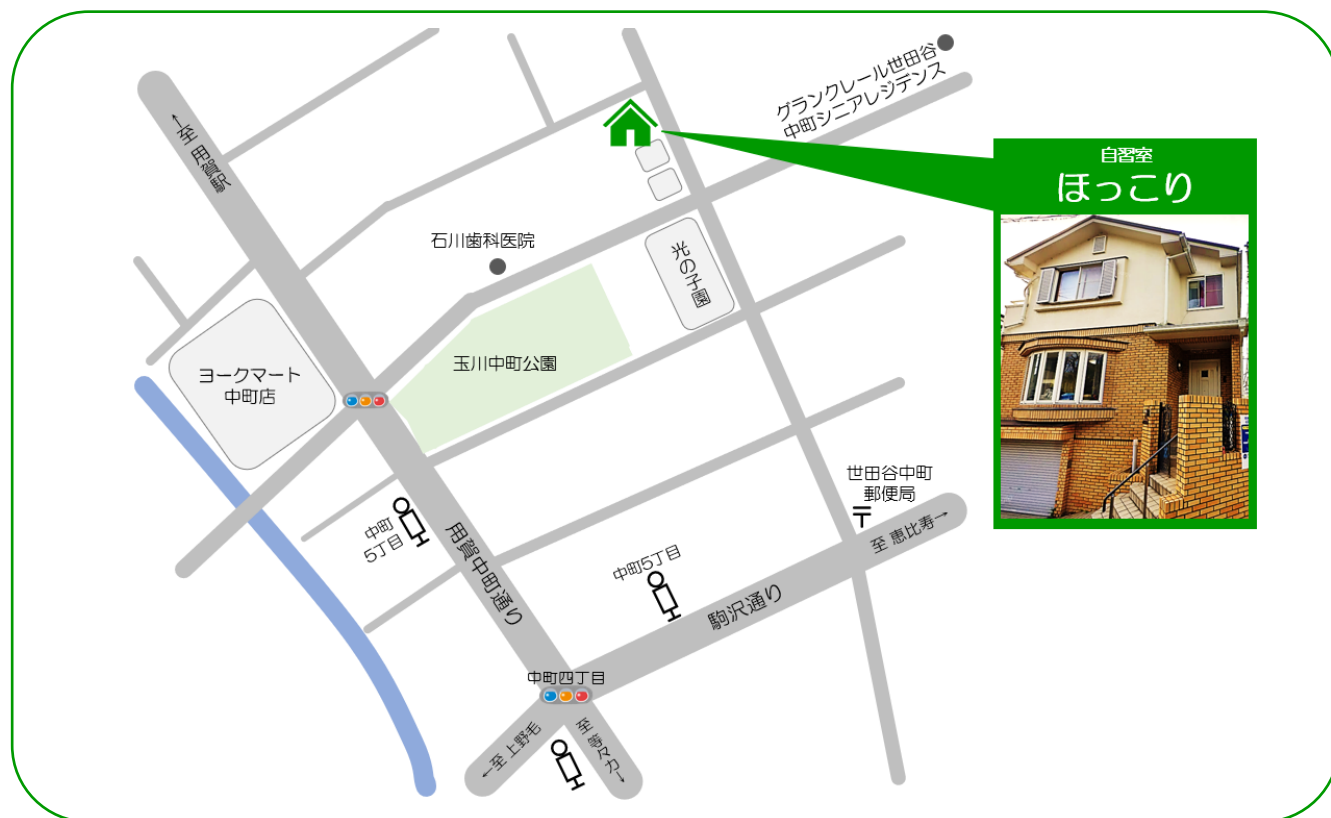 グランクレール世田谷
中町シニアレジデンス
←至 用賀駅
自習室
ほっこり
石川歯科医院
光の子園
玉川中町公園
ヨークマート
中町店
世田谷中町
郵便局
〒
中町
5丁目
用賀中町通り
中町5丁目
至 恵比寿→
駒沢通り
中町四丁目
←至 上野毛
至 等々力→